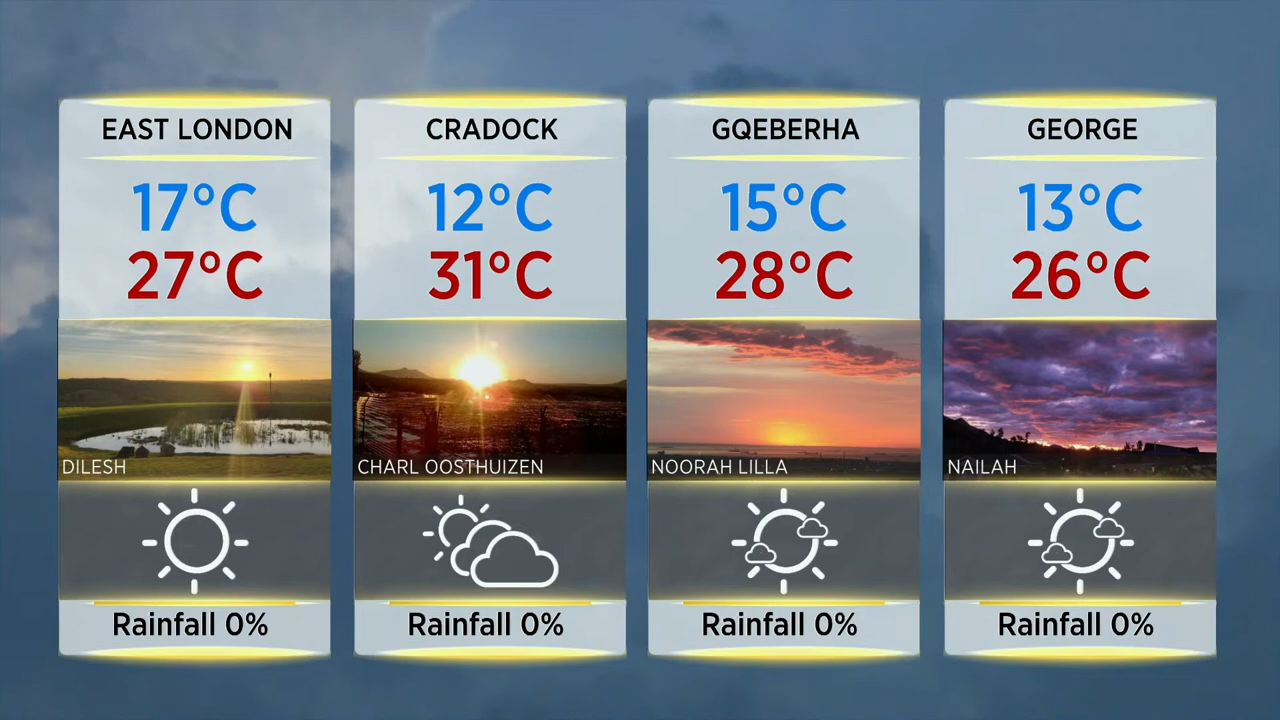 EAST LONDON
17°C
27°C
DILESH
Rainfall 0%
CRADOCK
12°C
31°C
CHARL OOSTHUIZEN
Rainfall 0%
GQEBERHA
15°C
28°C
NOORAH LILLA
Rainfall 0%
GEORGE
13°C
26°C
NAILAH
Rainfall 0%